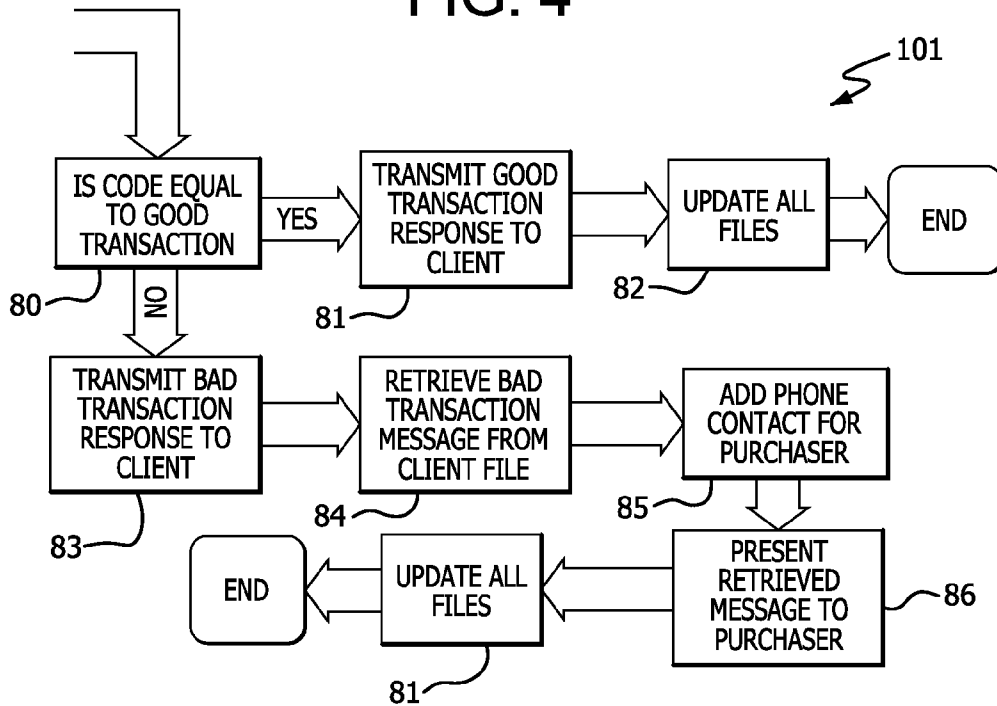 FIG. 4
101
IS CODE EQUAL
TO GOOD
TRANSACTION
YES
TRANSMIT GOOD
TRANSACTION
RESPONSE TO
CLIENT
UPDATE ALL
FILES
END
80
NO
81
82
TRANSMIT BAD
TRANSACTION
RESPONSE TO
CLIENT
RETRIEVE BAD
TRANSACTION
MESSAGE FROM
CLIENT FILE
ADD PHONE
CONTACT FOR
PURCHASER
83
84
85
END
UPDATE ALL
FILES
PRESENT
RETRIEVED
MESSAGE TO
PURCHASER
86
81